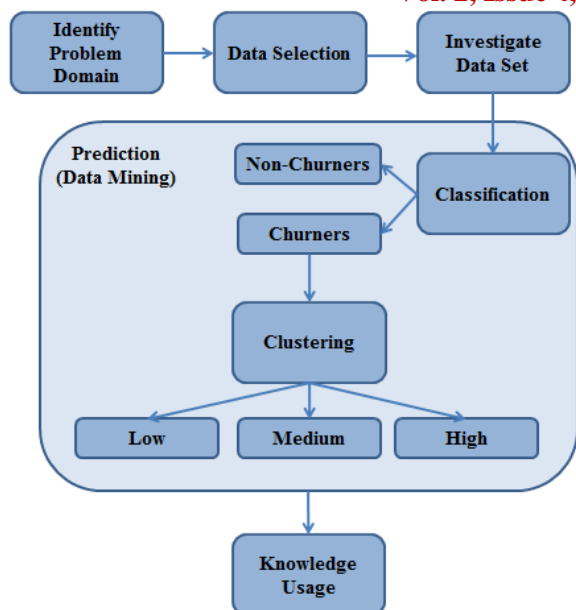 Identify
Problem
Domain
Data Selection
Investigate
Data Set
Prediction
(Data Mining)
Non-Churners
Classification
Churners
Clustering
Low
Medium
High
Knowledge
Usage